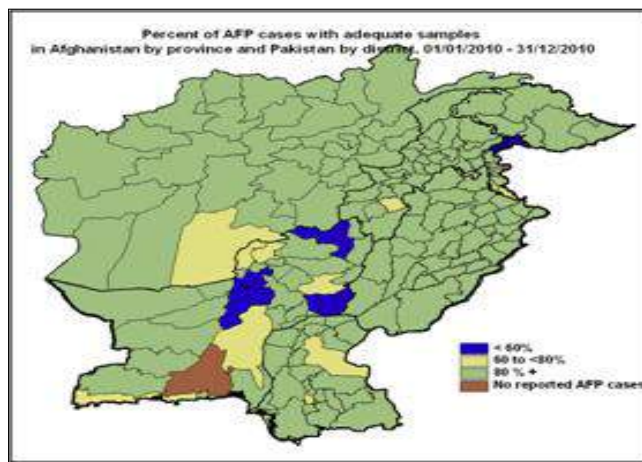 Percent of AFP cases with adequate samples
in Afghanistan by province and Pakistan by district, 01/01/2010 - 31/12/2010
< 60%
60 to <80%
80 % +
No reported AFP cases